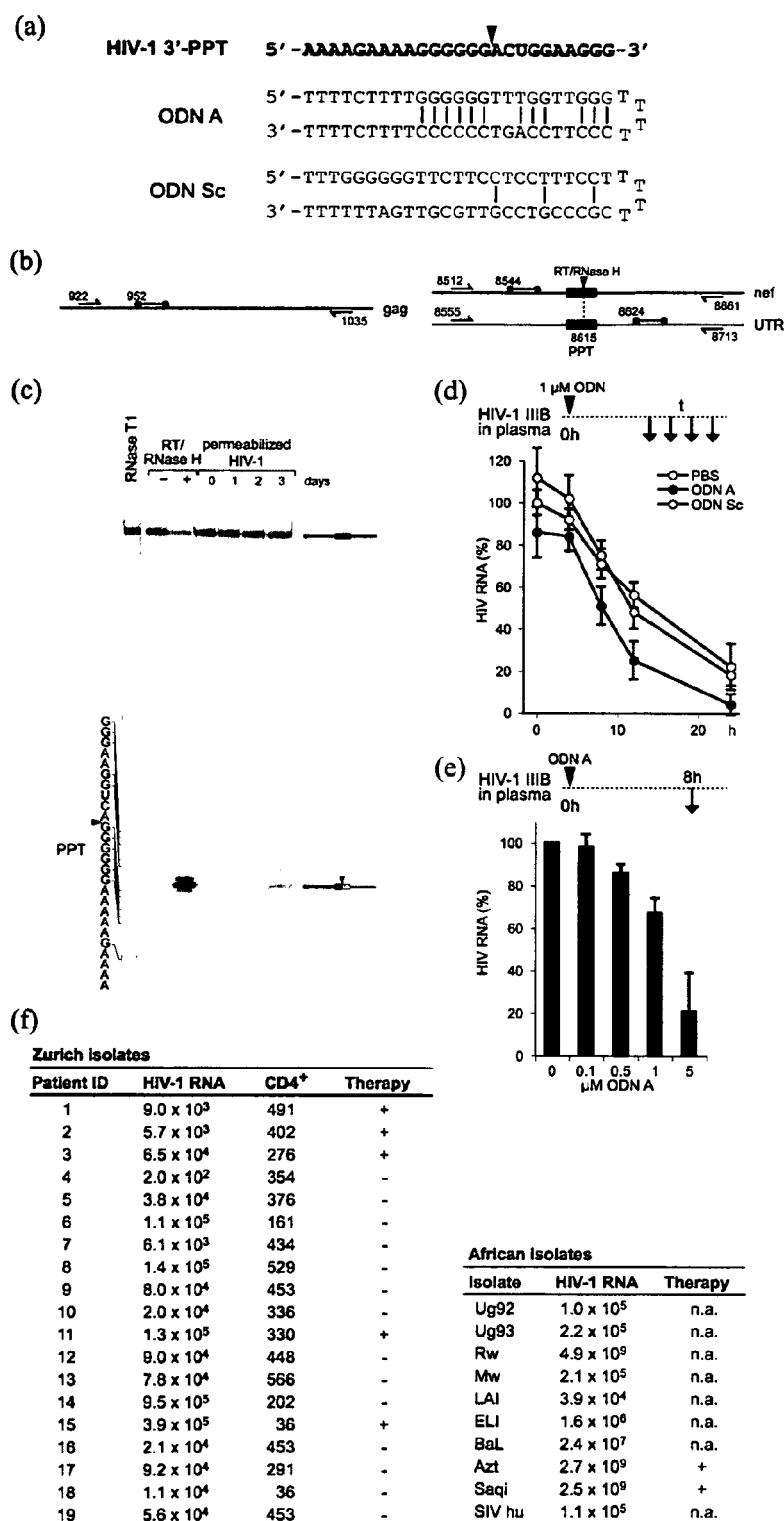 (a)
HIV-1 3'-PPT 5'-AAAAGAAAAGGGGGGACUGGAAGGG-3'
ODN A
5'-TTTTCTTTTGGGGGGTTTGGTTGGG T T
3'-TTTTCTTTTCCCCCCTGACCTTCCC T T
ODN Sc
5'-TTTGGGGGGTTCTTCCTCCTTTCCT T T
3'-TTTTTTAGTTGCGTTGCCTGCCCGC T T
(b)
922 952 1035 gag
8512 8544 RT/RNase H 8861 nef
8555 8615 8624 8713 UTR
PPT
(c)
RNase T1
RT/ RNase H
permeabilized HIV-1
- + 0 1 2 3 days
PPT
G
G
G
A
A
G
G
U
C
A
G
G
G
G
G
G
A
A
A
A
G
A
A
A
A
(d)
1 µM ODN
t
HIV-1 IIIB
in plasma
0h
PBS
ODN A
ODN Sc
HIV RNA (%)
120
100
80
60
40
20
0
0 10 20 h
(e)
ODN A
8h
HIV-1 IIIB
in plasma
0h
HIV RNA (%)
100
80
60
40
20
0
0 0.1 0.5 1 5
µM ODN A
(f)
Zurich isolates
Patient ID HIV-1 RNA CD4+ Therapy
1 9.0 x 10³ 491 +
2 5.7 x 10³ 402 +
3 6.5 x 10⁴ 276 +
4 2.0 x 10² 354 -
5 3.8 x 10⁴ 376 -
6 1.1 x 10⁵ 161 -
7 6.1 x 10³ 434 -
8 1.4 x 10⁵ 529 -
9 8.0 x 10⁴ 453 -
10 2.0 x 10⁴ 336 -
11 1.3 x 10⁵ 330 +
12 9.0 x 10⁴ 448 -
13 7.8 x 10⁴ 566 -
14 9.5 x 10⁵ 202 -
15 3.9 x 10⁵ 36 +
16 2.1 x 10⁴ 453 -
17 9.2 x 10⁴ 291 -
18 1.1 x 10⁴ 36 -
19 5.6 x 10⁴ 453 -
African isolates
Isolate HIV-1 RNA Therapy
Ug92 1.0 x 10⁵ n.a.
Ug93 2.2 x 10⁵ n.a.
Rw 4.9 x 10⁹ n.a.
Mw 2.1 x 10⁵ n.a.
LAI 3.9 x 10⁴ n.a.
ELI 1.6 x 10⁶ n.a.
BaL 2.4 x 10⁷ n.a.
Azt 2.7 x 10⁹ +
Saqi 2.5 x 10⁹ +
SIV hu 1.1 x 10⁵ n.a.